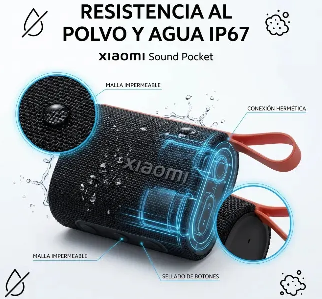 RESISTENCIA AL
POLVO Y AGUA IP67
xiaomi Sound Pocket
MALLA IMPERMEABLE
CONEXIÓN HERMÉTICA
xiaomi
MALLA IMPERMEABLE
SELLADO DE BOTONES